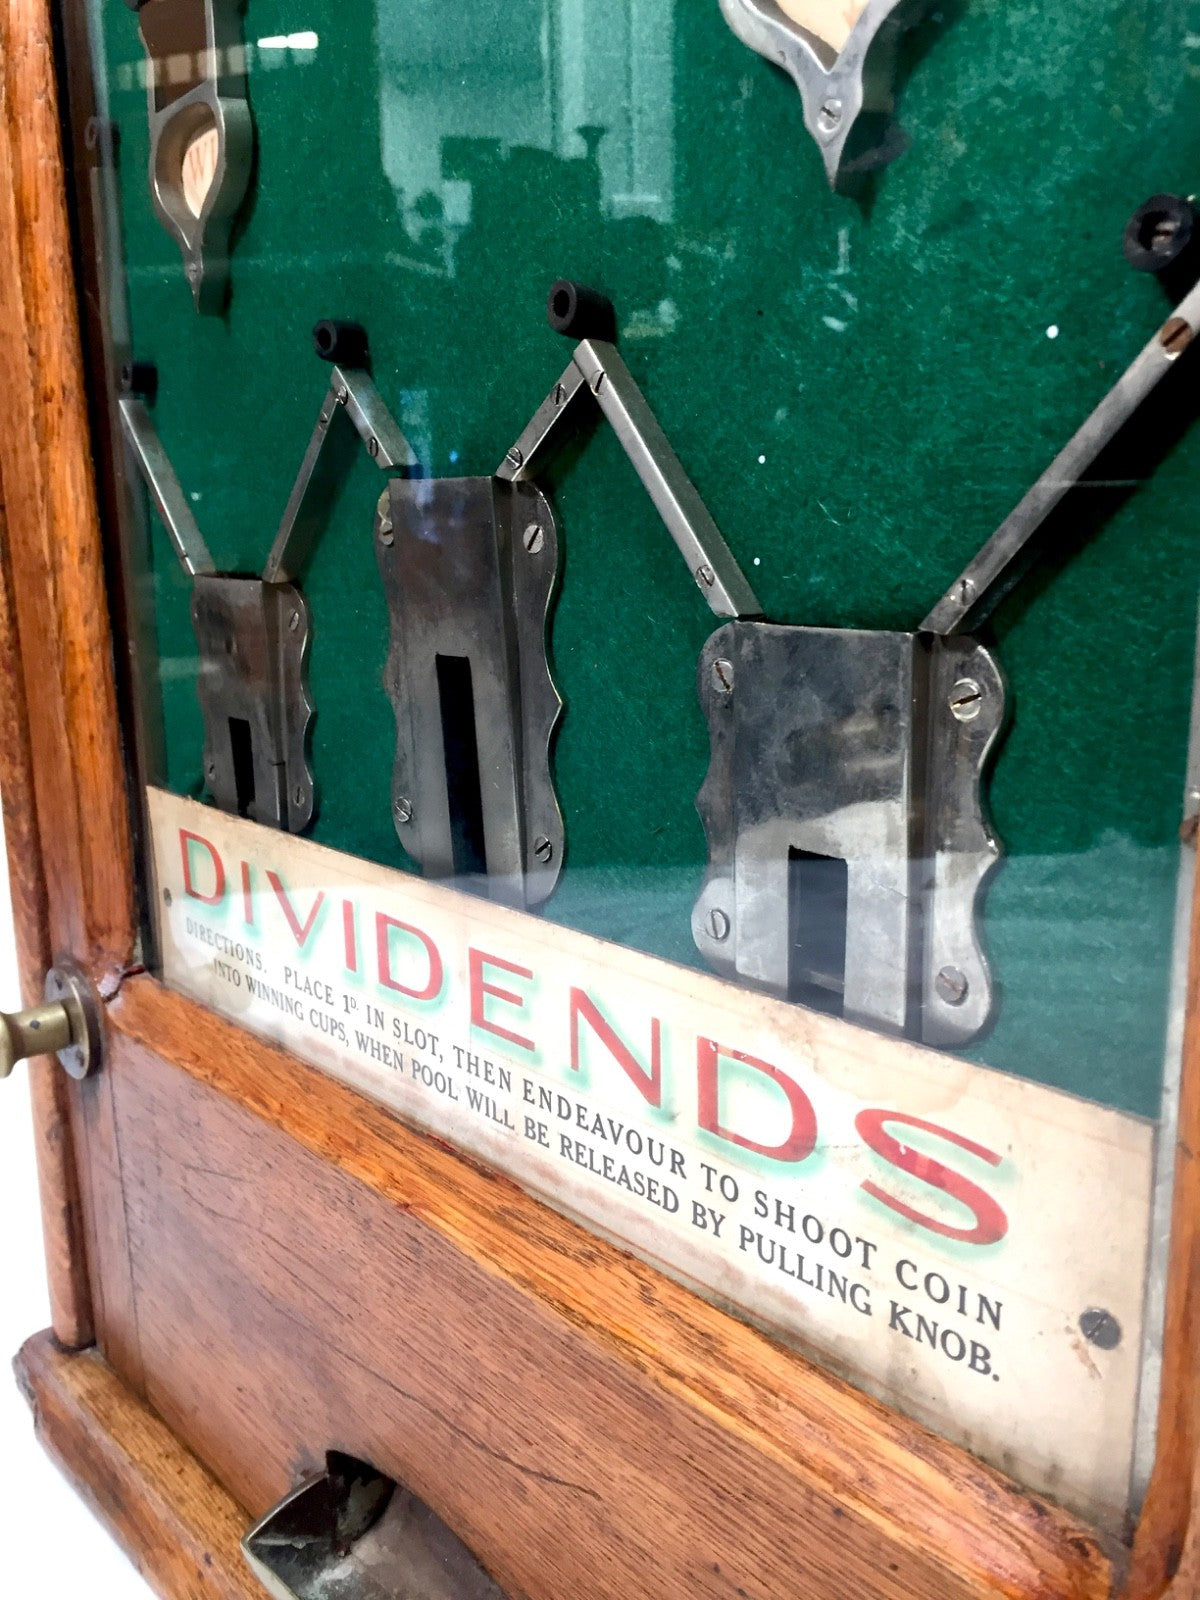 DIVIDENDS
DIRECTIONS. PLACE 1D. IN SLOT, THEN ENDEAVOUR TO SHOOT COIN
INTO WINNING CUPS, WHEN POOL WILL BE RELEASED BY PULLING KNOB.